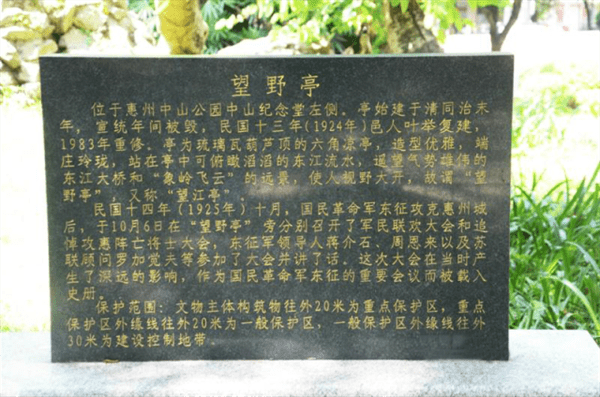 望野亭
位于惠州中山公园中山纪念堂左侧。亭始建于清同治末
年，宣统年间被毁，民国十三年(1924年)邑人叶举复建，
1983年重修。亭为琉璃瓦葫芦顶的六角凉亭，造型优雅，端
庄玲珑，站在亭中可俯瞰滔滔的东江流水，遥望气势雄伟的
东江大桥和“象岭飞云”的远景，使人视野大开，故谓“望
野亭”，又称“望江亭”。
民国十四年（1925年）十月，国民革命军东征攻克惠州城
后，于10月6日在“望野亭”旁分别召开了军民联欢大会和追
悼攻惠阵亡将士大会，东征军领导人蒋介石、周恩来以及苏
联顾问罗加觉夫等参加了大会并讲了话。这次大会在当时产
生了深远的影响，作为国民革命军东征的重要会议而被载入
史册。
保护范围：文物主体构筑物往外20米为重点保护区，重点
保护区外缘线往外20米为一般保护区，一般保护区外缘线往外
30米为建设控制地带。